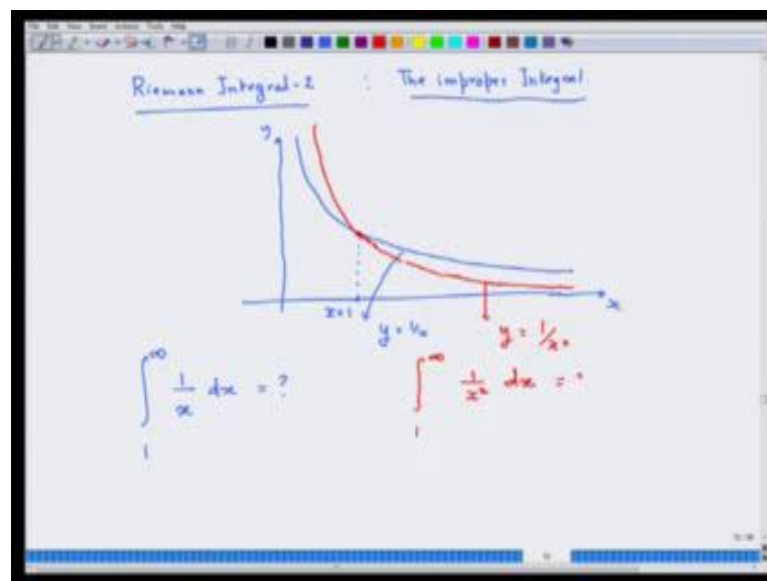 Riemann Integral-2 : The improper Integral
y
x
x=1
y = 1/x
y = 1/x²
∫₁^∞ 1/x dx = ?
∫₁^∞ 1/x² dx = ?